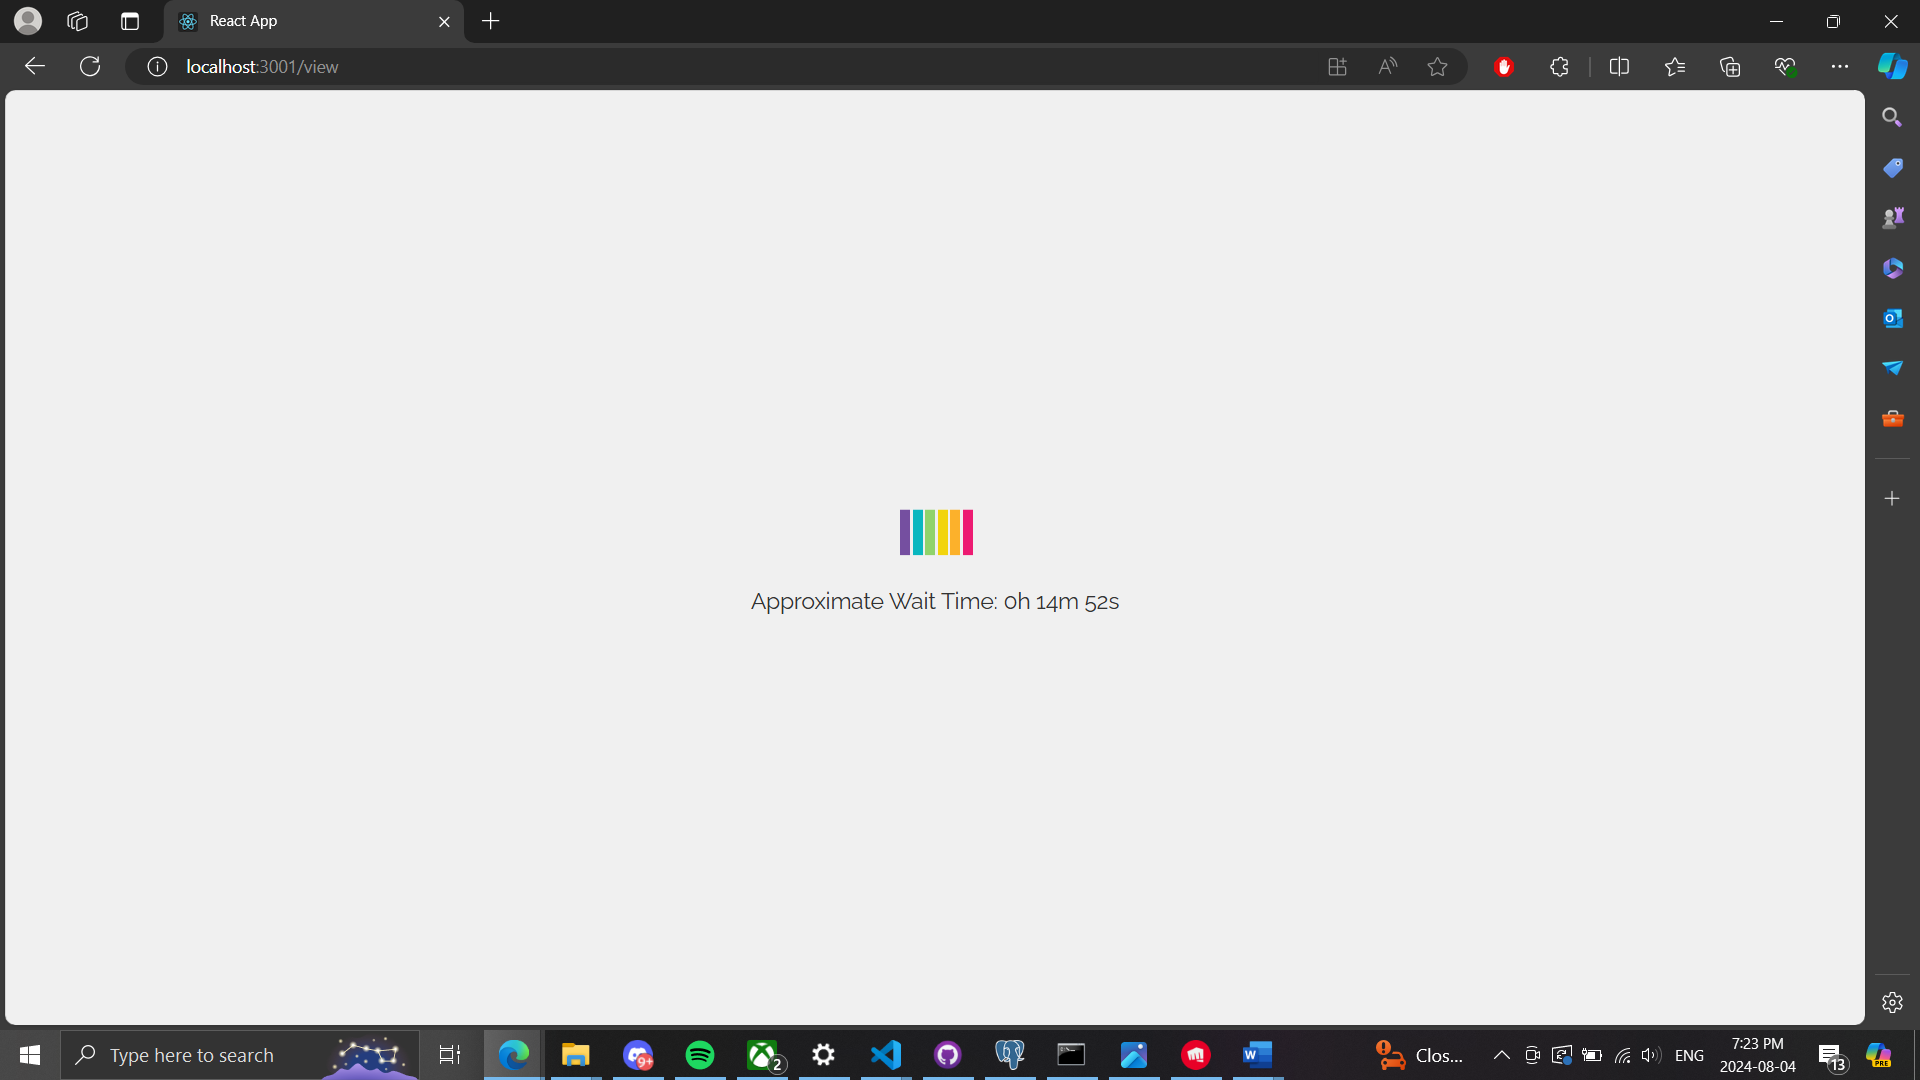 React App
localhost:3001/view
Approximate Wait Time: 0h 14m 52s
Type here to search
9+
2
Clos...
ENG
7:23 PM
2024-08-04
13
PRE